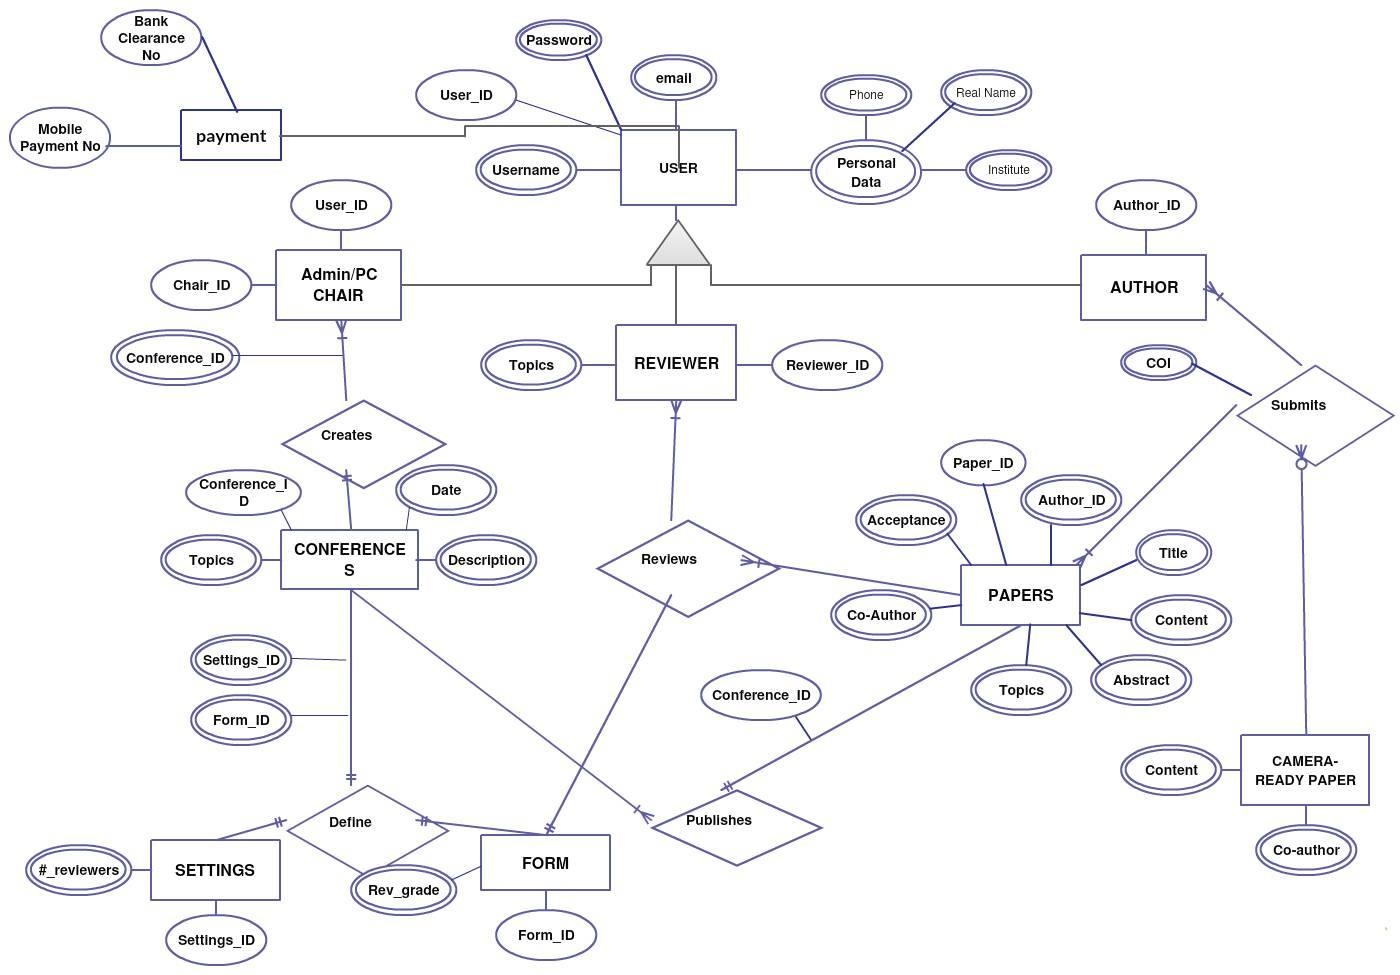 Bank
Clearance
No
Password
email
User_ID
Phone
Real Name
Mobile
Payment No
payment
Username
USER
Personal
Data
Institute
User_ID
Author_ID
Chair_ID
Admin/PC
CHAIR
AUTHOR
Conference_ID
Topics
REVIEWER
Reviewer_ID
COI
Submits
Creates
Paper_ID
Conference_I
D
Date
Author_ID
Acceptance
Topics
CONFERENCE
S
Description
Reviews
Title
PAPERS
Co-Author
Content
Settings_ID
Topics
Abstract
Conference_ID
Form_ID
Content
CAMERA-
READY PAPER
Define
Publishes
Co-author
#_reviewers
SETTINGS
Rev_grade
FORM
Settings_ID
Form_ID